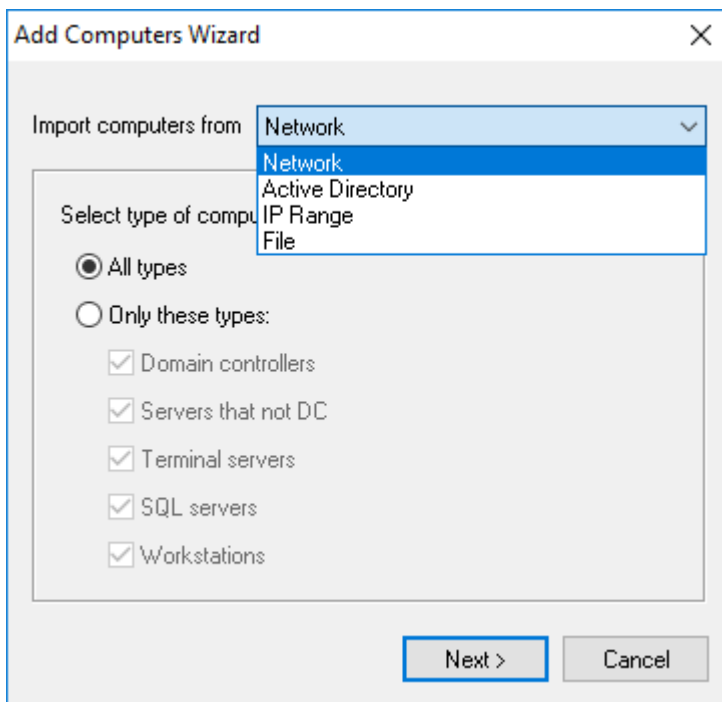 Add Computers Wizard
Import computers from Network
Network
Active Directory
Select type of
IP Range
File
All types
Only these types:
Domain controllers
Servers that not DC
Terminal servers
SQL servers
Workstations
Next >
Cancel